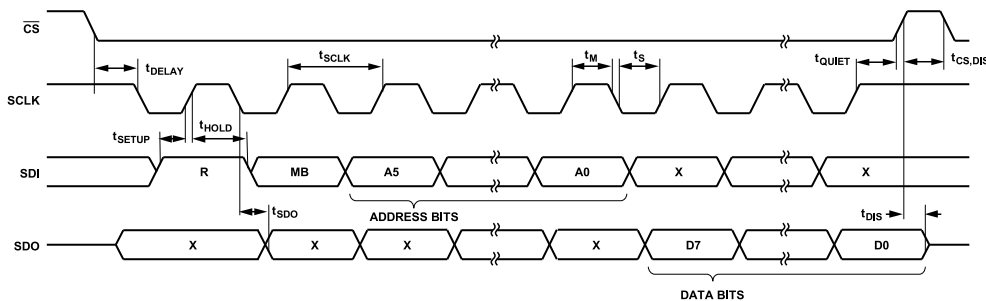 CS
tDELAY
tSCLK
tM
tS
tQUIET
tCS,DIS
SCLK
tSETUP
tHOLD
SDI
R
MB
A5
A0
X
X
tSDO
ADDRESS BITS
tDIS
SDO
X
X
X
X
D7
D0
DATA BITS